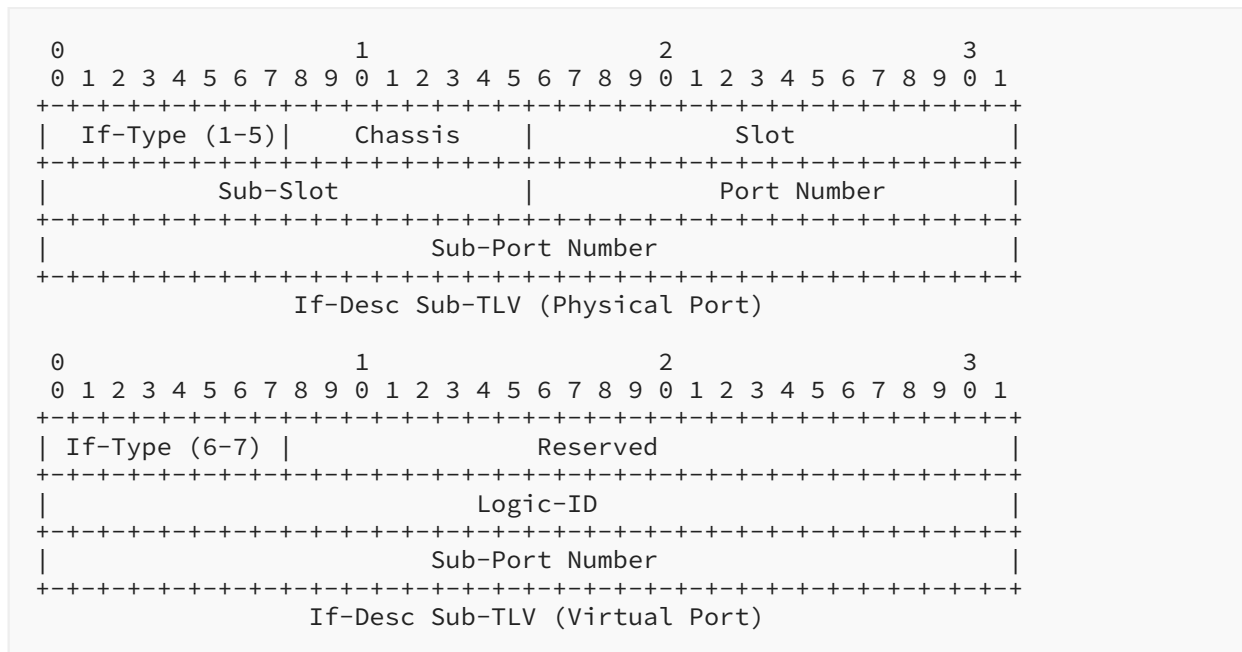 0                   1                   2                   3
 0 1 2 3 4 5 6 7 8 9 0 1 2 3 4 5 6 7 8 9 0 1 2 3 4 5 6 7 8 9 0 1
+-+-+-+-+-+-+-+-+-+-+-+-+-+-+-+-+-+-+-+-+-+-+-+-+-+-+-+-+-+-+-+-+
|  If-Type (1-5)|    Chassis    |             Slot              |
+-+-+-+-+-+-+-+-+-+-+-+-+-+-+-+-+-+-+-+-+-+-+-+-+-+-+-+-+-+-+-+-+
|           Sub-Slot            |            Port Number        |
+-+-+-+-+-+-+-+-+-+-+-+-+-+-+-+-+-+-+-+-+-+-+-+-+-+-+-+-+-+-+-+-+
|                         Sub-Port Number                       |
+-+-+-+-+-+-+-+-+-+-+-+-+-+-+-+-+-+-+-+-+-+-+-+-+-+-+-+-+-+-+-+-+
                If-Desc Sub-TLV (Physical Port)

 0                   1                   2                   3
 0 1 2 3 4 5 6 7 8 9 0 1 2 3 4 5 6 7 8 9 0 1 2 3 4 5 6 7 8 9 0 1
+-+-+-+-+-+-+-+-+-+-+-+-+-+-+-+-+-+-+-+-+-+-+-+-+-+-+-+-+-+-+-+-+
| If-Type (6-7) |                Reserved                       |
+-+-+-+-+-+-+-+-+-+-+-+-+-+-+-+-+-+-+-+-+-+-+-+-+-+-+-+-+-+-+-+-+
|                            Logic-ID                           |
+-+-+-+-+-+-+-+-+-+-+-+-+-+-+-+-+-+-+-+-+-+-+-+-+-+-+-+-+-+-+-+-+
|                         Sub-Port Number                       |
+-+-+-+-+-+-+-+-+-+-+-+-+-+-+-+-+-+-+-+-+-+-+-+-+-+-+-+-+-+-+-+-+
                 If-Desc Sub-TLV (Virtual Port)